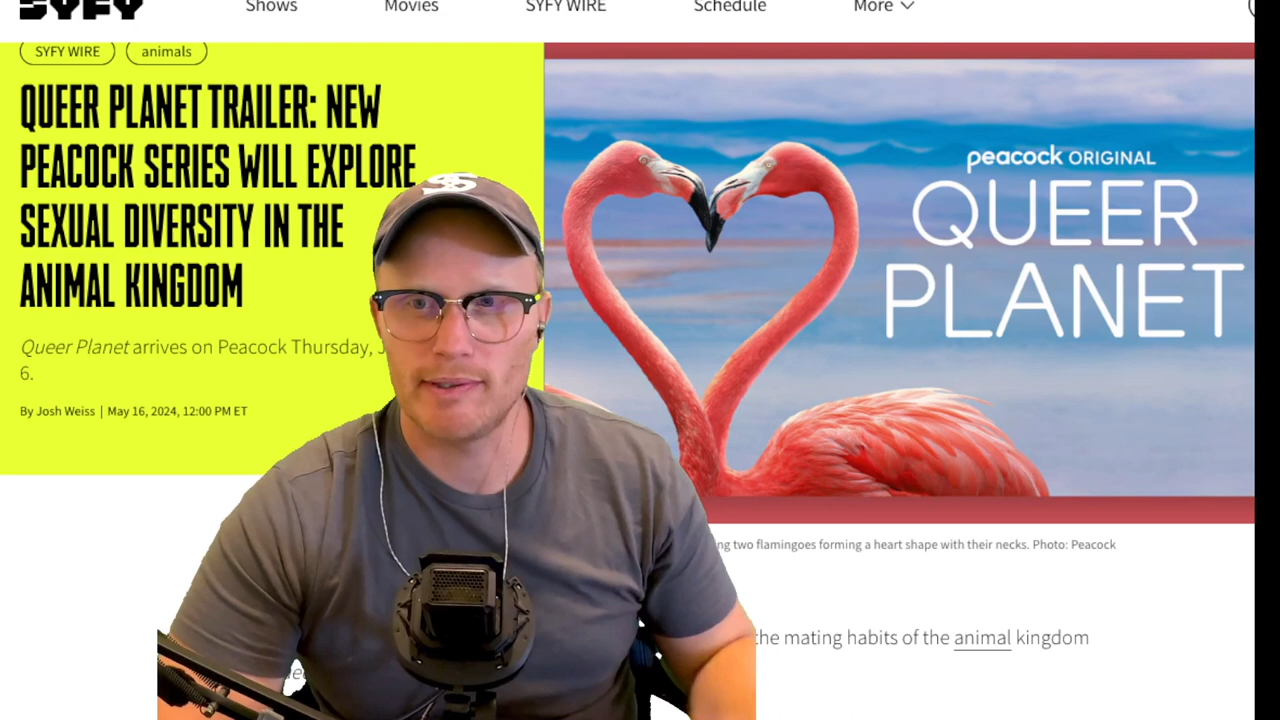 SYFY
Shows
Movies
SYFY WIRE
Schedule
More
SYFY WIRE
animals
QUEER PLANET TRAILER: NEW
PEACOCK SERIES WILL EXPLORE
SEXUAL DIVERSITY IN THE
ANIMAL KINGDOM
Queer Planet arrives on Peacock Thursday,
6.
By Josh Weiss | May 16, 2024, 12:00 PM ET
peacock ORIGINAL
QUEER
PLANET
two flamingoes forming a heart shape with their necks. Photo: Peacock
the mating habits of the animal kingdom